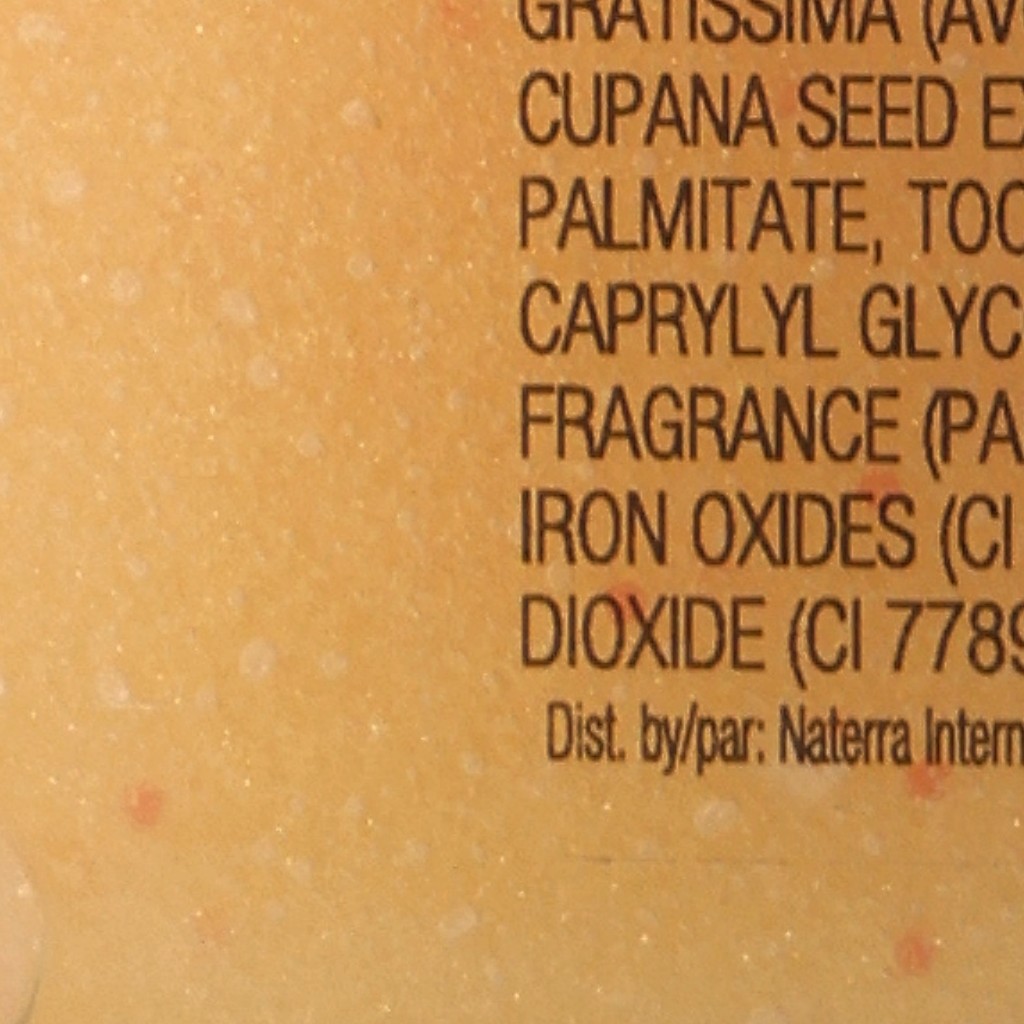 GRATISSIMA (AV
CUPANA SEED E
PALMITATE, TOC
CAPRYLYL GLYC
FRAGRANCE (PA
IRON OXIDES (CI
DIOXIDE (CI 7789
Dist. by/par: Naterra Intern